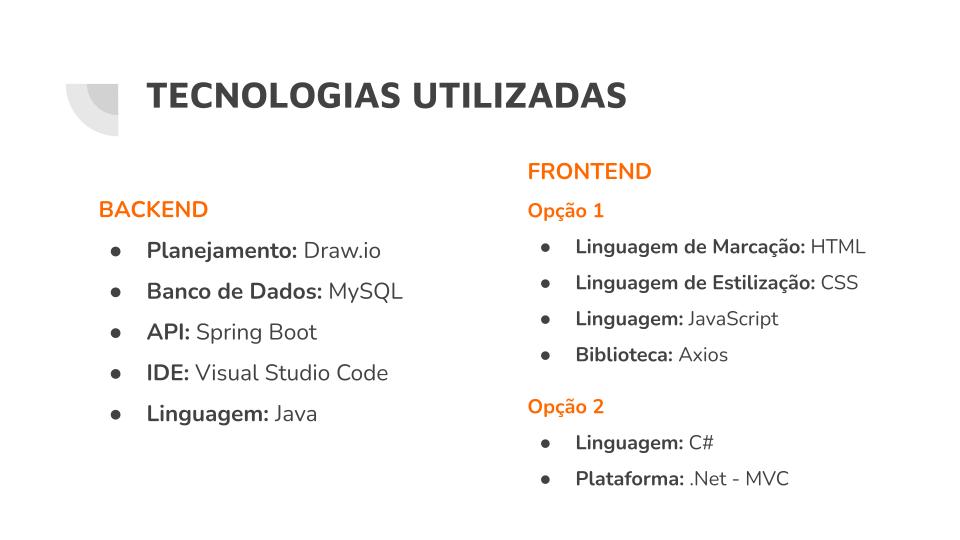 TECNOLOGIAS UTILIZADAS
BACKEND
● Planejamento: Draw.io
● Banco de Dados: MySQL
● API: Spring Boot
● IDE: Visual Studio Code
● Linguagem: Java
FRONTEND
Opção 1
● Linguagem de Marcação: HTML
● Linguagem de Estilização: CSS
● Linguagem: JavaScript
● Biblioteca: Axios
Opção 2
● Linguagem: C#
● Plataforma: .Net - MVC